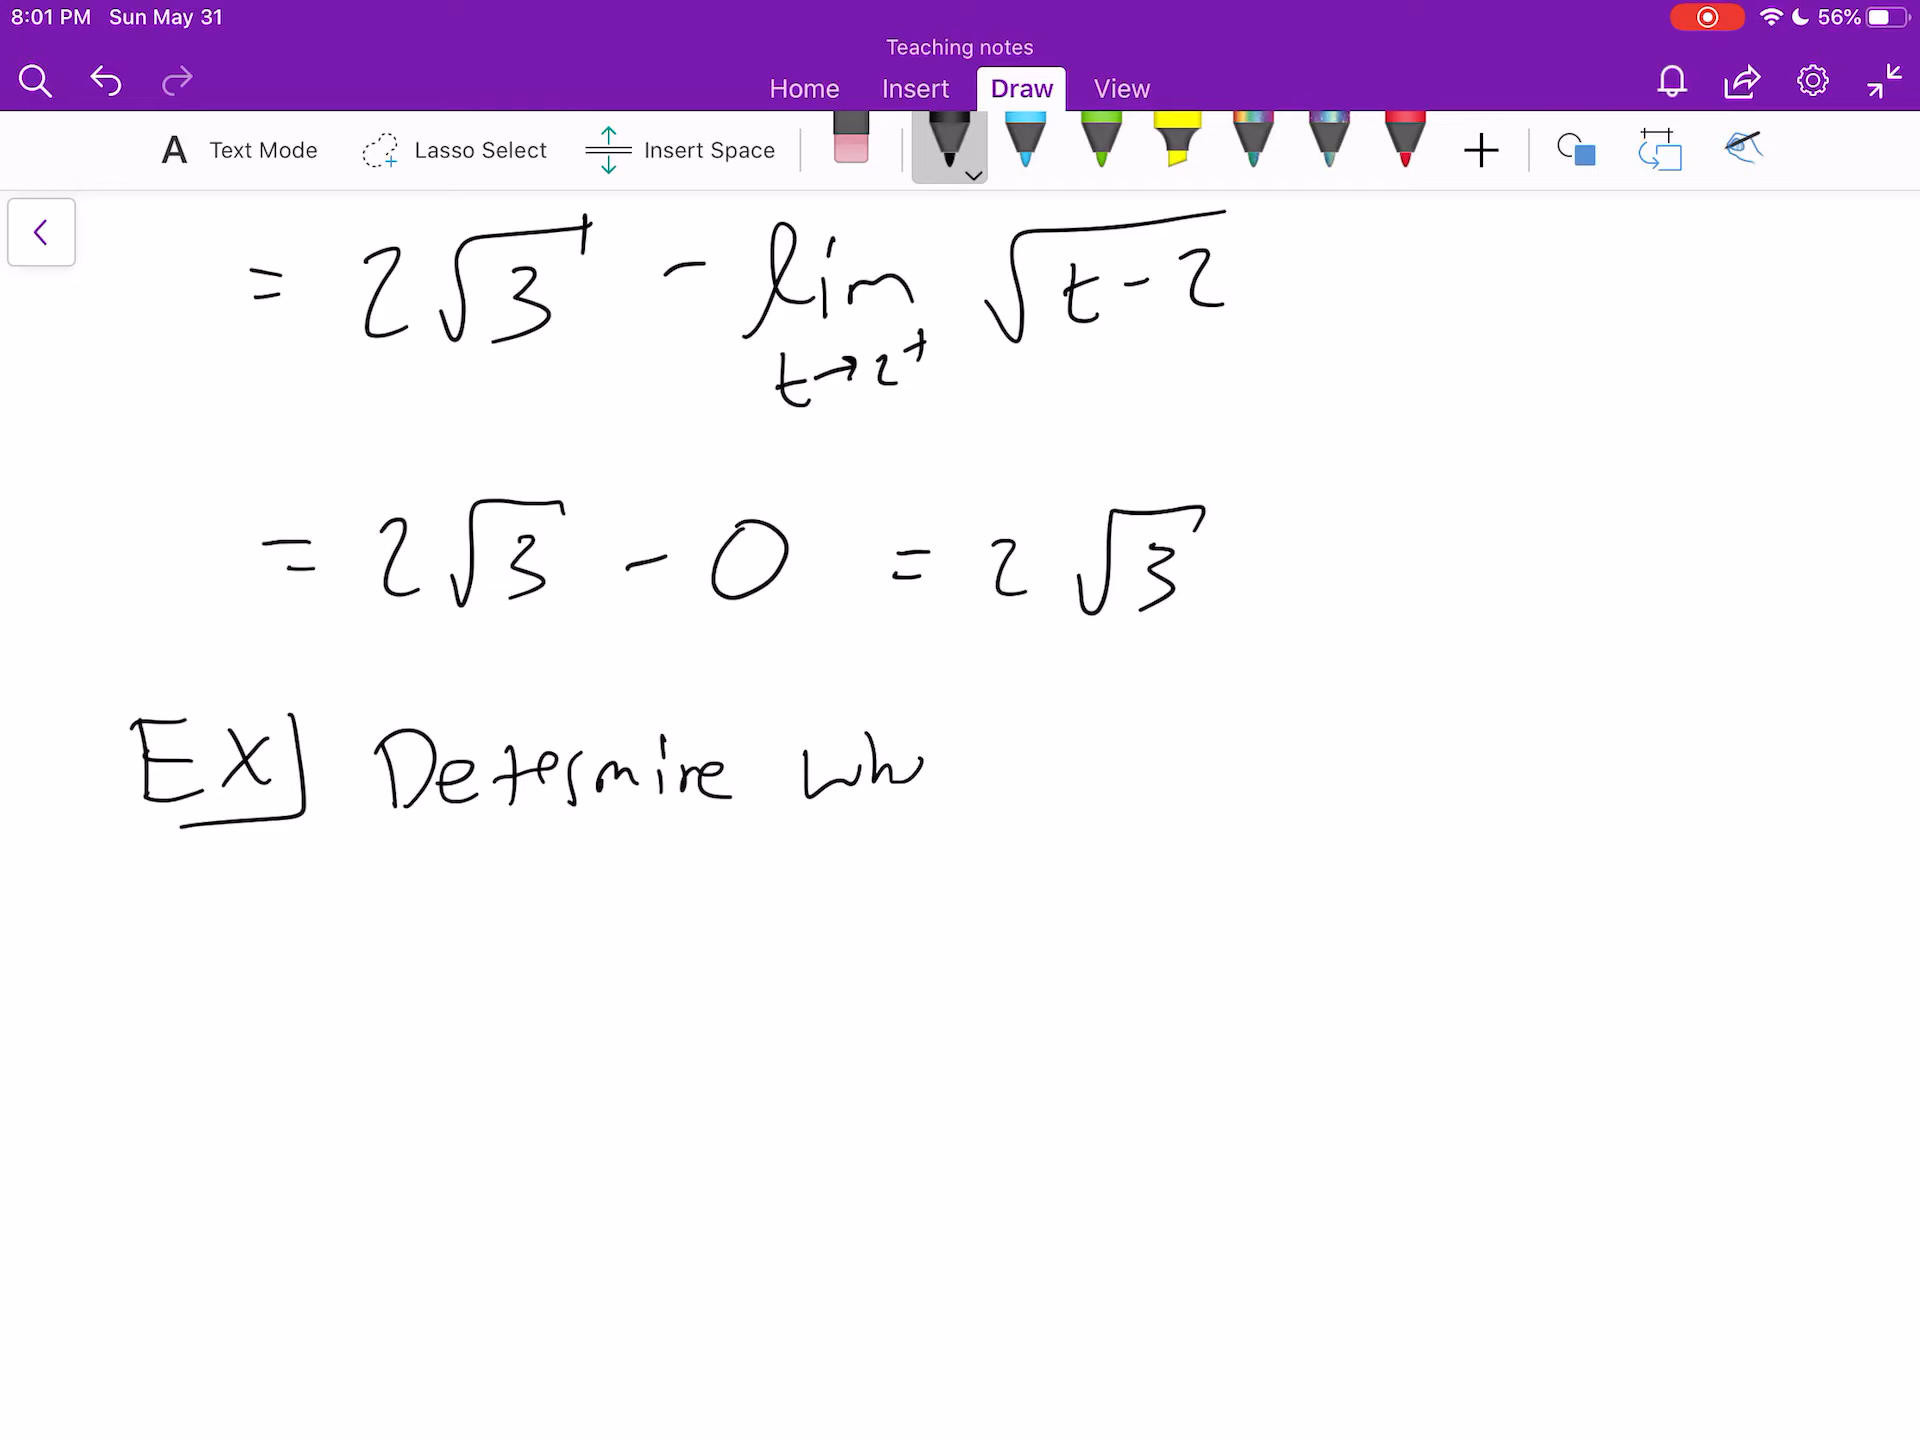 8:01 PM Sun May 31
56%
Teaching notes
Home Insert Draw View
A Text Mode Lasso Select Insert Space
= 2√3 - lim √t-2
t→2⁺
= 2√3 - 0 = 2√3
Ex] Determine wh